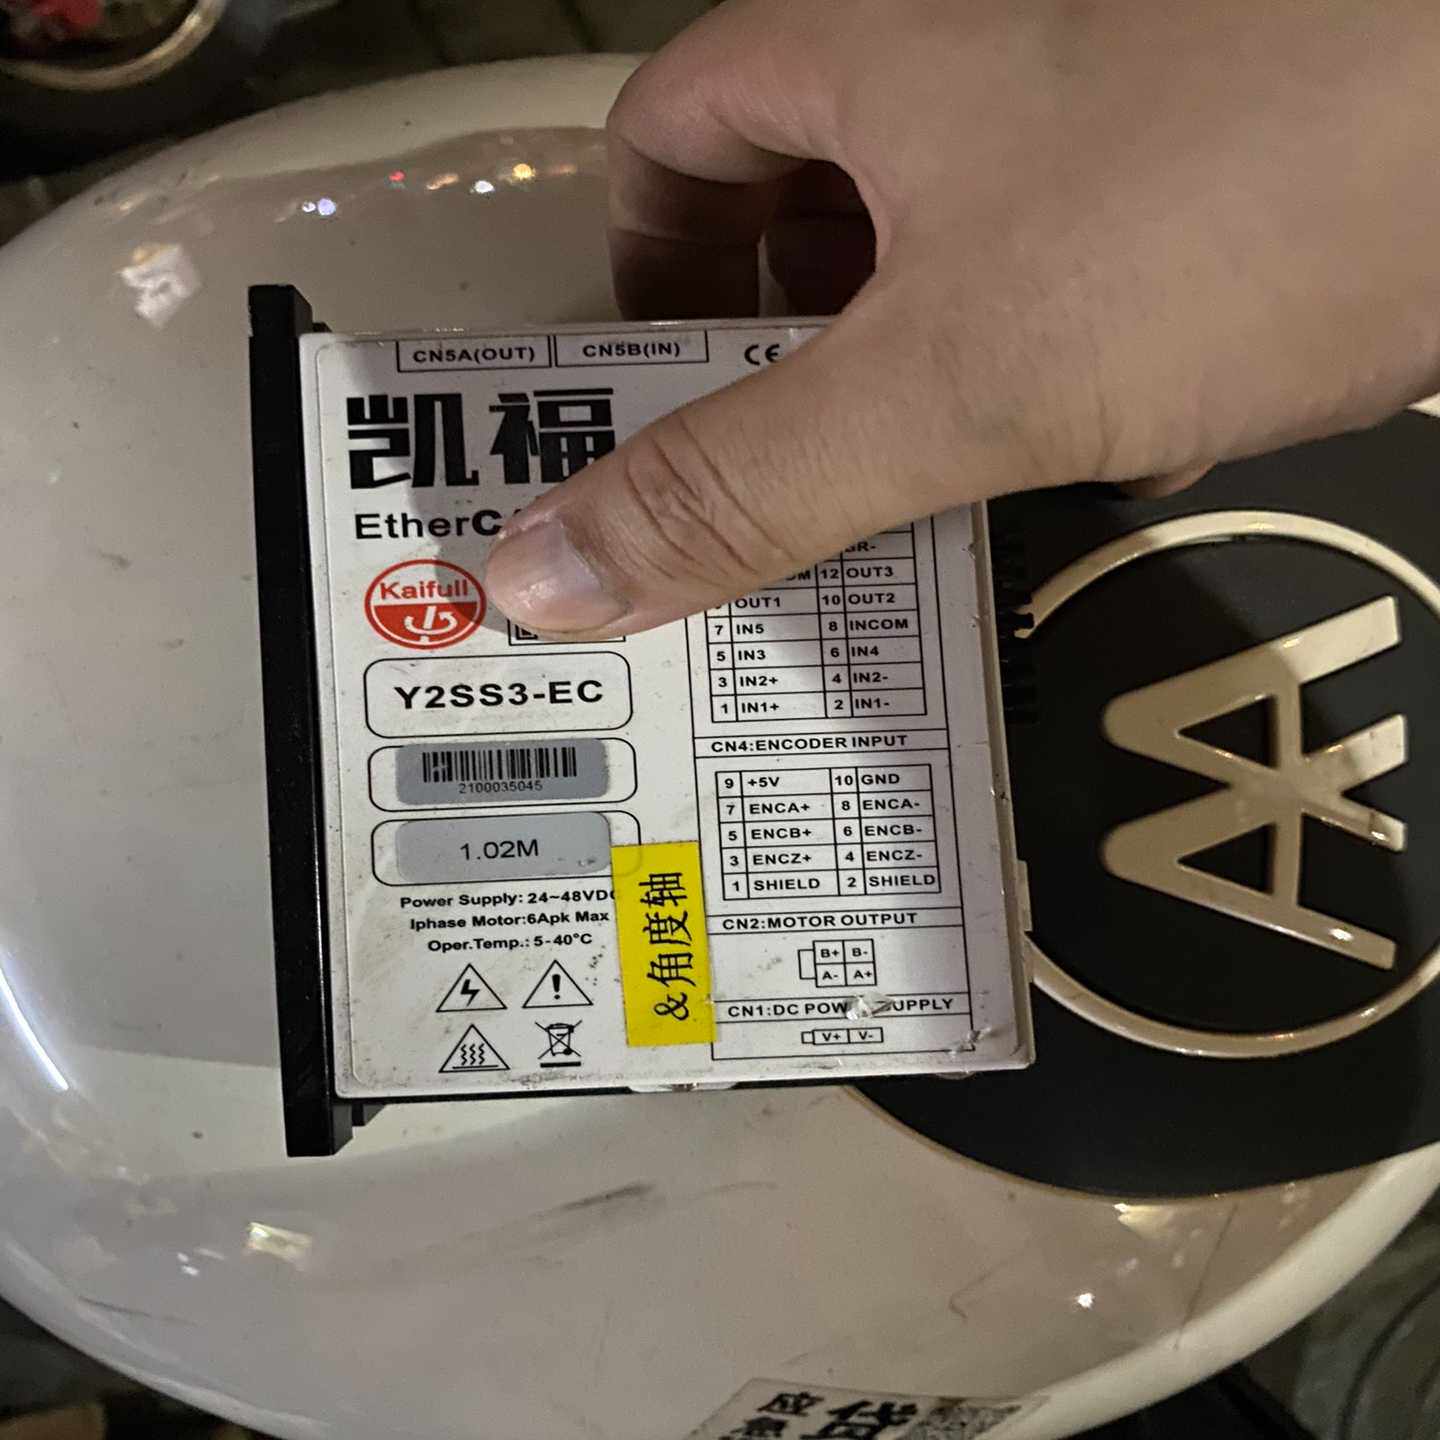 CN5A(OUT) CN5B(IN) CE
凯福
EtherC
Kaifull
Y2SS3-EC
2100035045
1.02M
Power Supply: 24~48VDC
Iphase Motor:6Apk Max
Oper.Temp.: 5-40°C
&角度轴
12 OUT3
OUT1 10 OUT2
7 IN5 8 INCOM
5 IN3 6 IN4
3 IN2+ 4 IN2-
1 IN1+ 2 IN1-
CN4:ENCODER INPUT
9 +5V 10 GND
7 ENCA+ 8 ENCA-
5 ENCB+ 6 ENCB-
3 ENCZ+ 4 ENCZ-
1 SHIELD 2 SHIELD
CN2:MOTOR OUTPUT
B+ B-
A- A+
CN1:DC POWER SUPPLY
V+ V-